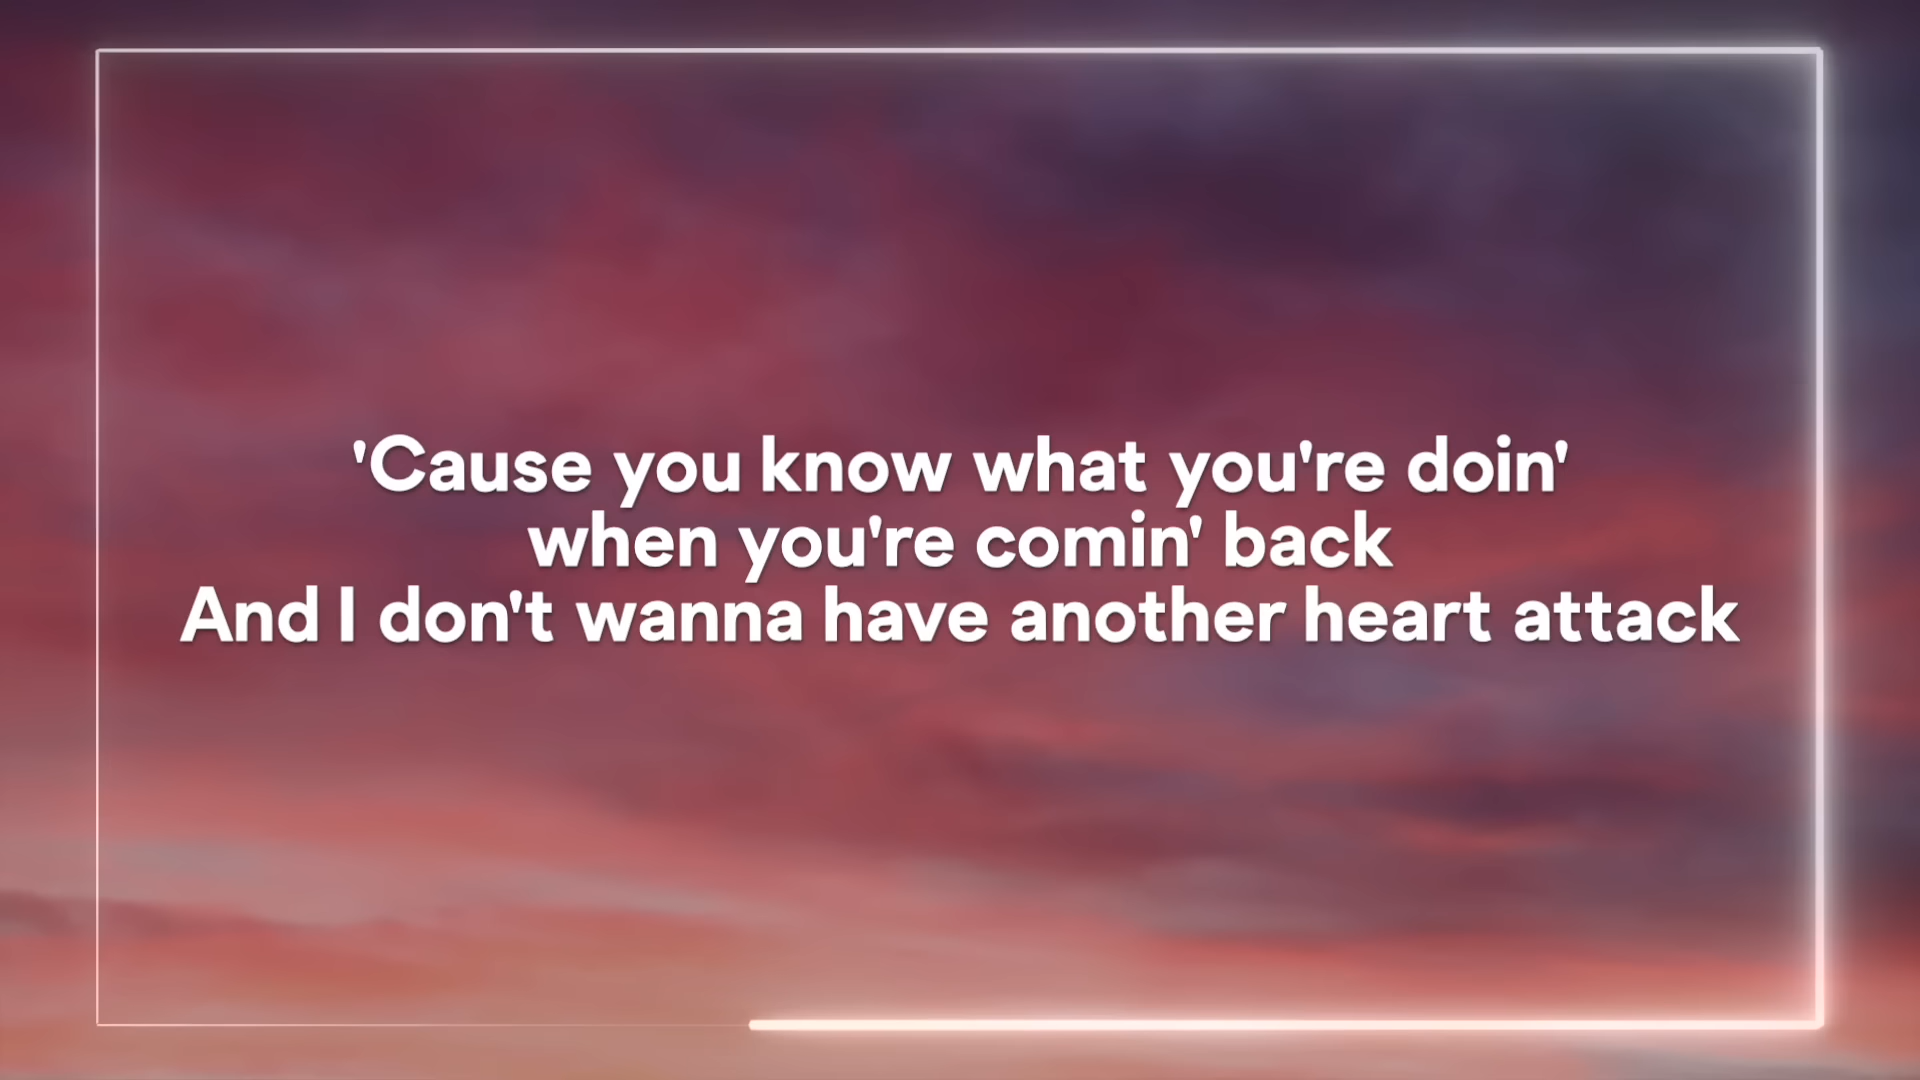 'Cause you know what you're doin'
when you're comin' back
And I don't wanna have another heart attack